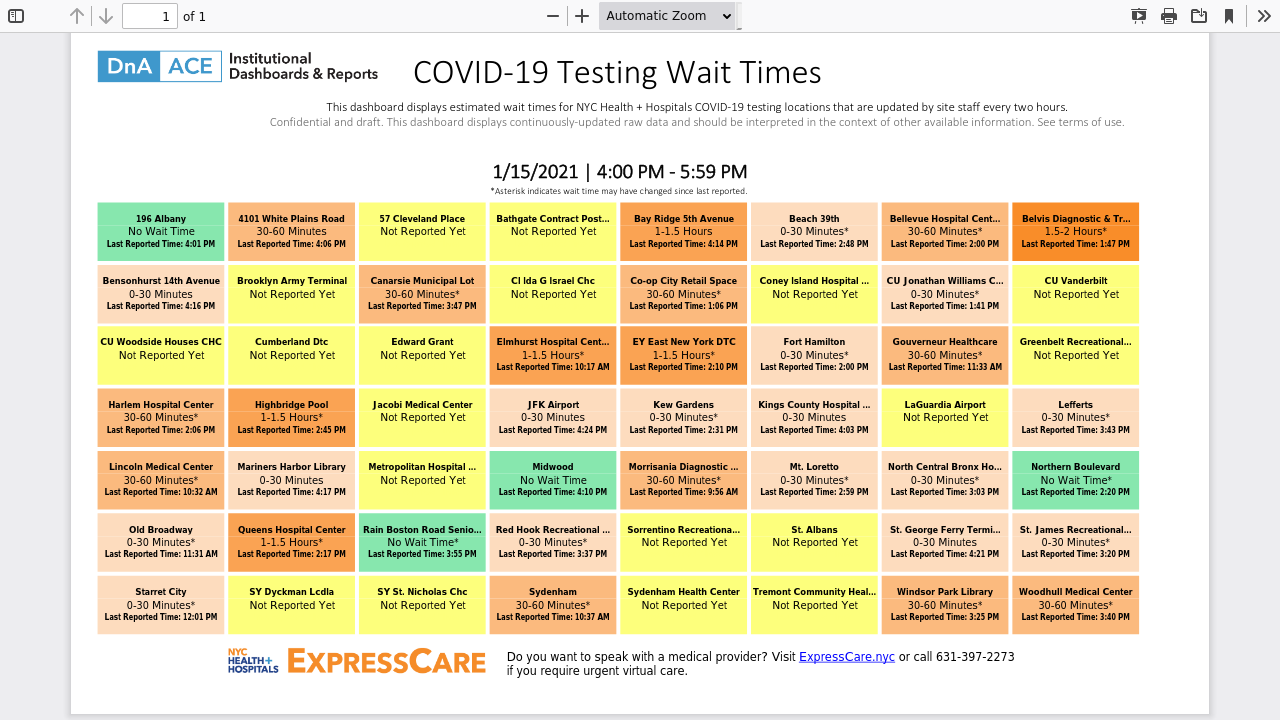 1 of 1 Automatic Zoom
DnA ACE Institutional Dashboards & Reports
COVID-19 Testing Wait Times
This dashboard displays estimated wait times for NYC Health + Hospitals COVID-19 testing locations that are updated by site staff every two hours.
Confidential and draft. This dashboard displays continuously-updated raw data and should be interpreted in the context of other available information. See terms of use.
1/15/2021 | 4:00 PM - 5:59 PM
*Asterisk indicates wait time may have changed since last reported.
196 Albany
No Wait Time
Last Reported Time: 4:01 PM
4101 White Plains Road
30-60 Minutes
Last Reported Time: 4:06 PM
57 Cleveland Place
Not Reported Yet
Bathgate Contract Post...
Not Reported Yet
Bay Ridge 5th Avenue
1-1.5 Hours
Last Reported Time: 4:14 PM
Beach 39th
0-30 Minutes*
Last Reported Time: 2:48 PM
Bellevue Hospital Cent...
30-60 Minutes*
Last Reported Time: 2:00 PM
Belvis Diagnostic & Tr...
1.5-2 Hours*
Last Reported Time: 1:47 PM
Bensonhurst 14th Avenue
0-30 Minutes
Last Reported Time: 4:16 PM
Brooklyn Army Terminal
Not Reported Yet
Canarsie Municipal Lot
30-60 Minutes*
Last Reported Time: 3:47 PM
CI Ida G Israel Chc
Not Reported Yet
Co-op City Retail Space
30-60 Minutes*
Last Reported Time: 1:06 PM
Coney Island Hospital ...
Not Reported Yet
CU Jonathan Williams C...
0-30 Minutes*
Last Reported Time: 1:41 PM
CU Vanderbilt
Not Reported Yet
CU Woodside Houses CHC
Not Reported Yet
Cumberland Dtc
Not Reported Yet
Edward Grant
Not Reported Yet
Elmhurst Hospital Cent...
1-1.5 Hours*
Last Reported Time: 10:17 AM
EY East New York DTC
1-1.5 Hours*
Last Reported Time: 2:10 PM
Fort Hamilton
0-30 Minutes*
Last Reported Time: 2:00 PM
Gouverneur Healthcare
30-60 Minutes*
Last Reported Time: 11:33 AM
Greenbelt Recreational...
Not Reported Yet
Harlem Hospital Center
30-60 Minutes*
Last Reported Time: 2:06 PM
Highbridge Pool
1-1.5 Hours*
Last Reported Time: 2:45 PM
Jacobi Medical Center
Not Reported Yet
JFK Airport
0-30 Minutes
Last Reported Time: 4:24 PM
Kew Gardens
0-30 Minutes*
Last Reported Time: 2:31 PM
Kings County Hospital ...
0-30 Minutes
Last Reported Time: 4:03 PM
LaGuardia Airport
Not Reported Yet
Lefferts
0-30 Minutes*
Last Reported Time: 3:43 PM
Lincoln Medical Center
30-60 Minutes*
Last Reported Time: 10:32 AM
Mariners Harbor Library
0-30 Minutes
Last Reported Time: 4:17 PM
Metropolitan Hospital ...
Not Reported Yet
Midwood
No Wait Time
Last Reported Time: 4:10 PM
Morrisania Diagnostic ...
30-60 Minutes*
Last Reported Time: 9:56 AM
Mt. Loretto
0-30 Minutes*
Last Reported Time: 2:59 PM
North Central Bronx Ho...
0-30 Minutes*
Last Reported Time: 3:03 PM
Northern Boulevard
No Wait Time*
Last Reported Time: 2:20 PM
Old Broadway
0-30 Minutes*
Last Reported Time: 11:31 AM
Queens Hospital Center
1-1.5 Hours*
Last Reported Time: 2:17 PM
Rain Boston Road Senio...
No Wait Time*
Last Reported Time: 3:55 PM
Red Hook Recreational ...
0-30 Minutes*
Last Reported Time: 3:37 PM
Sorrentino Recreationa...
Not Reported Yet
St. Albans
Not Reported Yet
St. George Ferry Termi...
0-30 Minutes
Last Reported Time: 4:21 PM
St. James Recreational...
0-30 Minutes*
Last Reported Time: 3:20 PM
Starret City
0-30 Minutes*
Last Reported Time: 12:01 PM
SY Dyckman Lcdla
Not Reported Yet
SY St. Nicholas Chc
Not Reported Yet
Sydenham
30-60 Minutes*
Last Reported Time: 10:37 AM
Sydenham Health Center
Not Reported Yet
Tremont Community Heal...
Not Reported Yet
Windsor Park Library
30-60 Minutes*
Last Reported Time: 3:25 PM
Woodhull Medical Center
30-60 Minutes*
Last Reported Time: 3:40 PM
NYC HEALTH+ HOSPITALS
EXPRESSCARE
Do you want to speak with a medical provider? Visit ExpressCare.nyc or call 631-397-2273
if you require urgent virtual care.